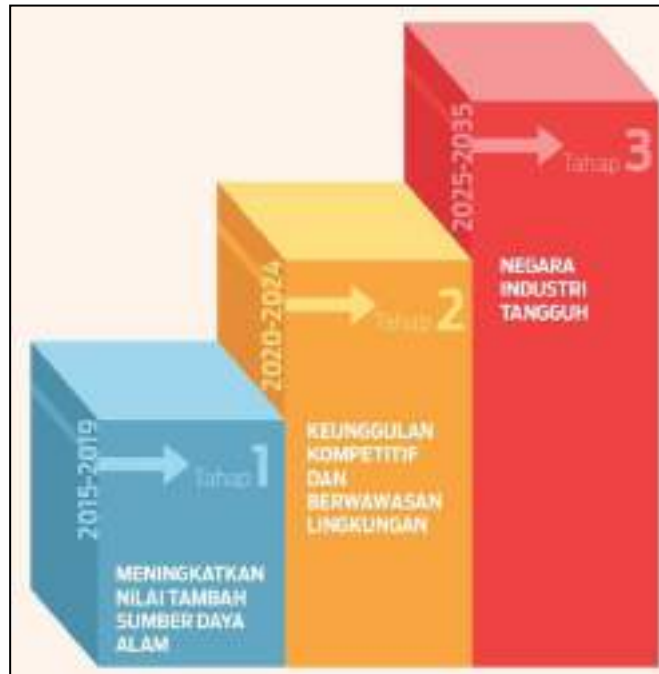 2015-2019
Tahap 1
MENINGKATKAN
NILAI TAMBAH
SUMBER DAYA
ALAM
2020-2024
Tahap 2
KEUNGGULAN
KOMPETITIF
DAN
BERWAWASAN
LINGKUNGAN
2025-2035
Tahap 3
NEGARA
INDUSTRI
TANGGUH